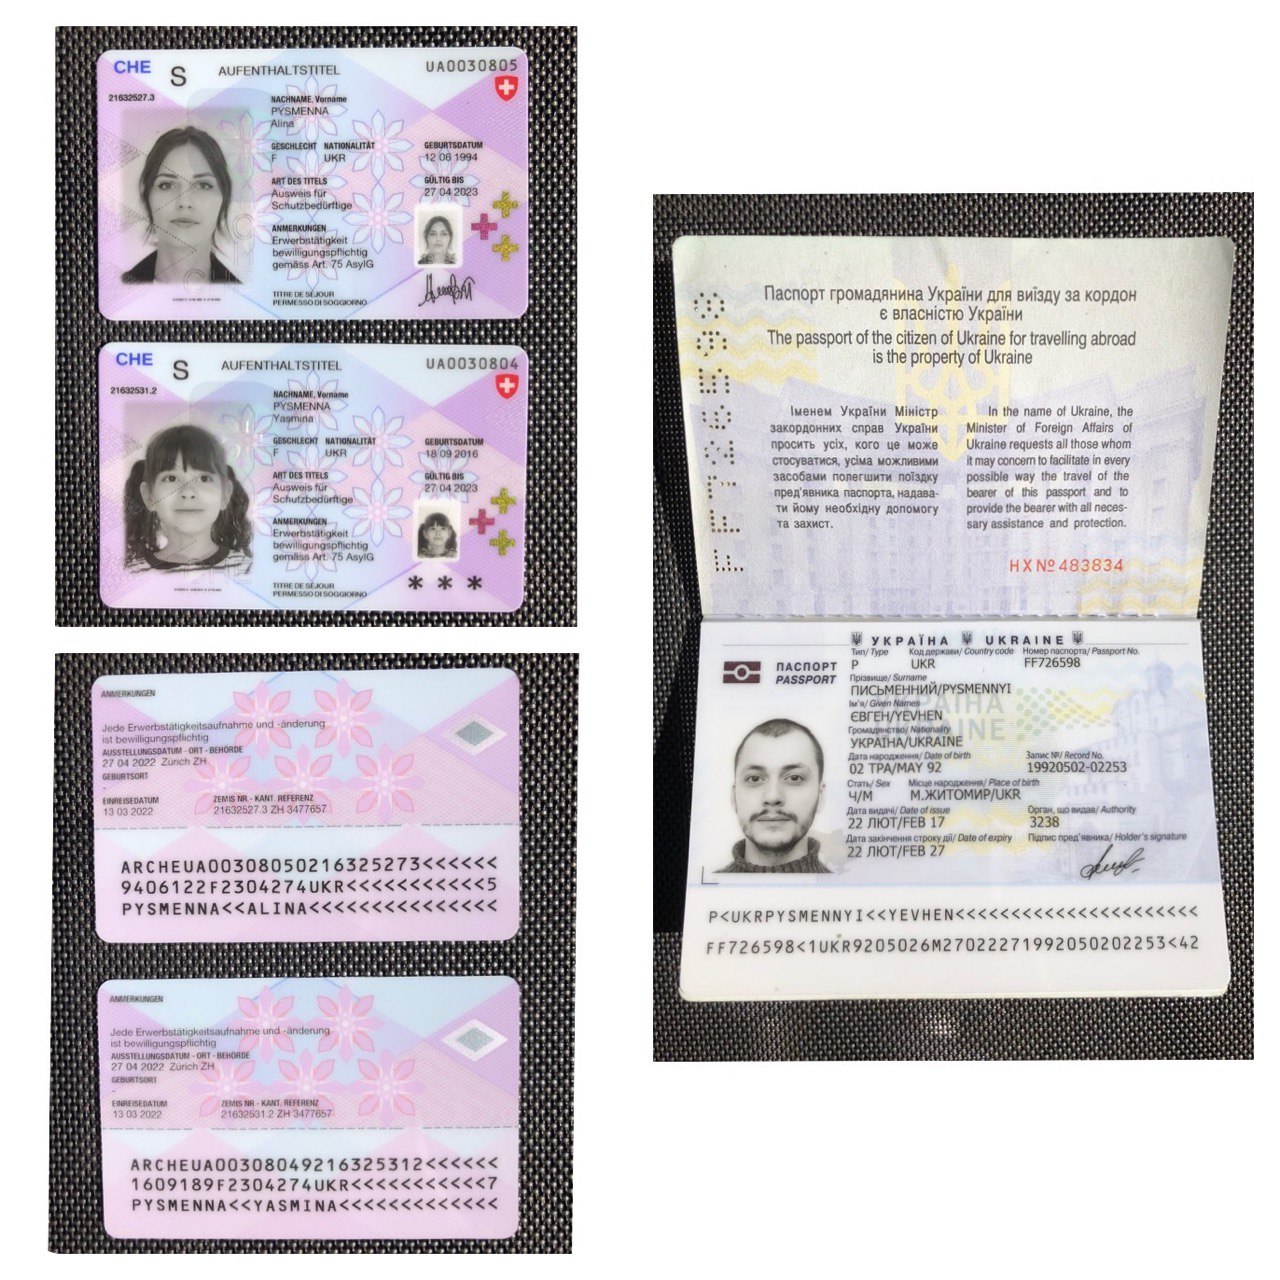 CHE S AUFENTHALTSTITEL UA0030805
21632527.3
NACHNAME, Vorname
PYSMENNA
Alina
GESCHLECHT NATIONALITÄT GEBURTSDATUM
F UKR 12 06 1994
ART DES TITELS GÜLTIG BIS
Ausweis für 27 04 2023
Schutzbedürftige
ANMERKUNGEN
Erwerbstätigkeit
bewilligungspflichtig
gemäss Art. 75 AsylG
TITRE DE SÉJOUR
PERMESSO DI SOGGIORNO
CHE S AUFENTHALTSTITEL UA0030804
21632531.2
NACHNAME, Vorname
PYSMENNA
Yasmina
GESCHLECHT NATIONALITÄT GEBURTSDATUM
F UKR 18 09 2016
ART DES TITELS GÜLTIG BIS
Ausweis für 27 04 2023
Schutzbedürftige
ANMERKUNGEN
Erwerbstätigkeit
bewilligungspflichtig
gemäss Art. 75 AsylG
TITRE DE SÉJOUR
PERMESSO DI SOGGIORNO
* * *
ANMERKUNGEN
Jede Erwerbstätigkeitsaufnahme und -änderung
ist bewilligungspflichtig
AUSSTELLUNGSDATUM - ORT - BEHÖRDE
27 04 2022 Zürich ZH
GEBURTSORT
-
EINREISEDATUM ZEMIS NR - KANT. REFERENZ
13 03 2022 21632527.3 ZH 3477657
ARCHEUA00308050216325273<<<<<<
9406122F2304274UKR<<<<<<<<<<<5
PYSMENNA<<ALINA<<<<<<<<<<<<<<<
ANMERKUNGEN
Jede Erwerbstätigkeitsaufnahme und -änderung
ist bewilligungspflichtig
AUSSTELLUNGSDATUM - ORT - BEHÖRDE
27 04 2022 Zürich ZH
GEBURTSORT
-
EINREISEDATUM ZEMIS NR - KANT. REFERENZ
13 03 2022 21632531.2 ZH 3477657
ARCHEUA00308049216325312<<<<<<
1609189F2304274UKR<<<<<<<<<<<7
PYSMENNA<<YASMINA<<<<<<<<<<<<<
FF726598
Паспорт громадянина України для виїзду за кордон
є власністю України
The passport of the citizen of Ukraine for travelling abroad
is the property of Ukraine
Іменем України Міністр
закордонних справ України
просить усіх, кого це може
стосуватися, усіма можливими
засобами полегшити поїздку
пред'явника паспорта, надава-
ти йому необхідну допомогу
та захист.
In the name of Ukraine, the
Minister of Foreign Affairs of
Ukraine requests all those whom
it may concern to facilitate in every
possible way the travel of the
bearer of this passport and to
provide the bearer with all neces-
sary assistance and protection.
НХ № 483834
УКРАЇНА UKRAINE
ПАСПОРТ
PASSPORT
Тип/ Type Код держави/ Country code Номер паспорта/ Passport No.
P UKR FF726598
Прізвище/ Surname
ПИСЬМЕННИЙ/PYSMENNYI
Ім'я/ Given Names
ЄВГЕН/YEVHEN
Громадянство/ Nationality
УКРАЇНА/UKRAINE
Дата народження/ Date of birth Запис №/ Record No.
02 ТРА/MAY 92 19920502-02253
Стать/ Sex Місце народження/ Place of birth
Ч/M М.ЖИТОМИР/UKR
Дата видачі/ Date of issue Орган, що видав/ Authority
22 ЛЮТ/FEB 17 3238
Дата закінчення строку дії/ Date of expiry Підпис пред'явника/ Holder's signature
22 ЛЮТ/FEB 27
P<UKRPYSMENNYI<<YEVHEN<<<<<<<<<<<<<<<<<<<<<<
FF726598<1UKR9205026M2702227199205020 2253<42